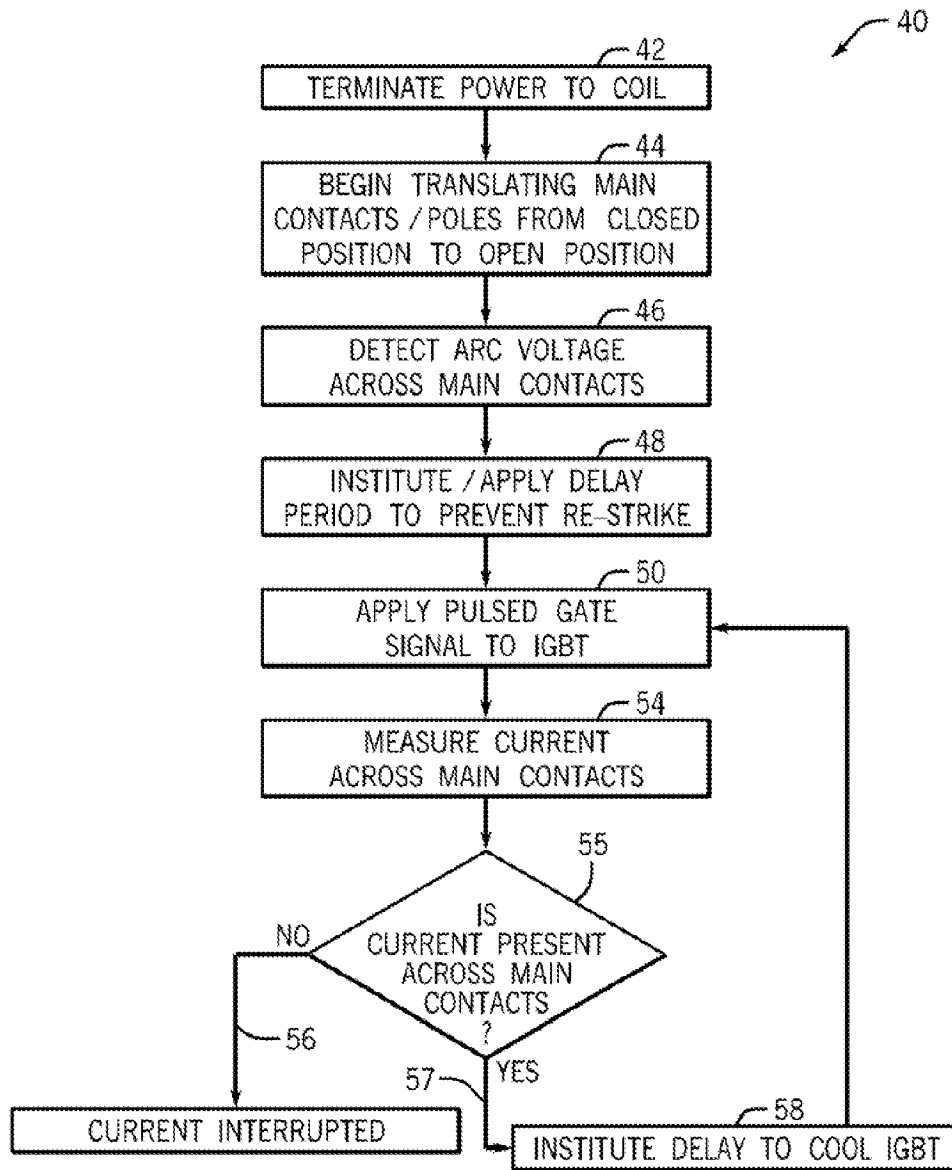 40
42
TERMINATE POWER TO COIL
44
BEGIN TRANSLATING MAIN
CONTACTS / POLES FROM CLOSED
POSITION TO OPEN POSITION
46
DETECT ARC VOLTAGE
ACROSS MAIN CONTACTS
48
INSTITUTE / APPLY DELAY
PERIOD TO PREVENT RE-STRIKE
50
APPLY PULSED GATE
SIGNAL TO IGBT
54
MEASURE CURRENT
ACROSS MAIN CONTACTS
55
IS
CURRENT PRESENT
ACROSS MAIN
CONTACTS
?
NO
56
YES
57
CURRENT INTERRUPTED
58
INSTITUTE DELAY TO COOL IGBT